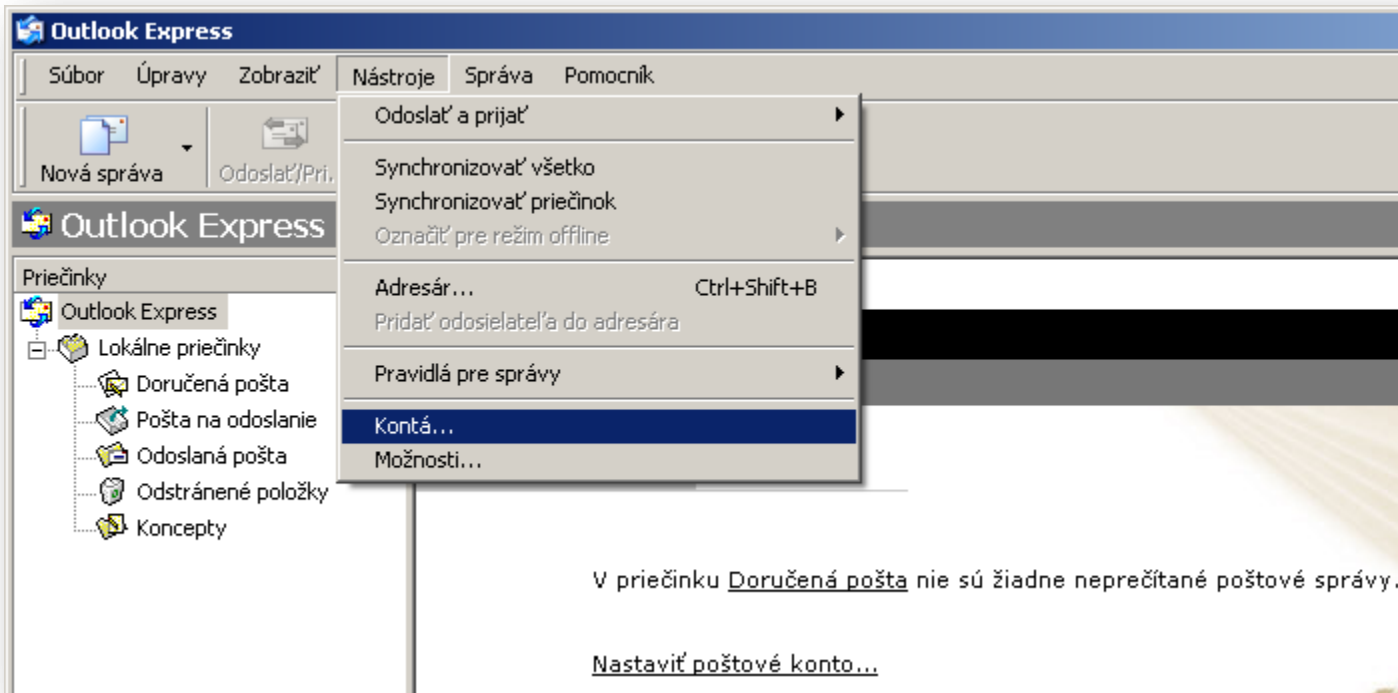 Outlook Express
Súbor Úpravy Zobraziť Nástroje Správa Pomocník
Nová správa Odoslať/Pri.
Odoslať a prijať
Synchronizovať všetko
Synchronizovať priečinok
Označiť pre režim offline
Adresár... Ctrl+Shift+B
Pridať odosielateľa do adresára
Pravidlá pre správy
Kontá...
Možnosti...
Outlook Express
Priečinky
Outlook Express
Lokálne priečinky
Doručená pošta
Pošta na odoslanie
Odoslaná pošta
Odstránené položky
Koncepty
V priečinku Doručená pošta nie sú žiadne neprečítané poštové správy.
Nastaviť poštové konto...